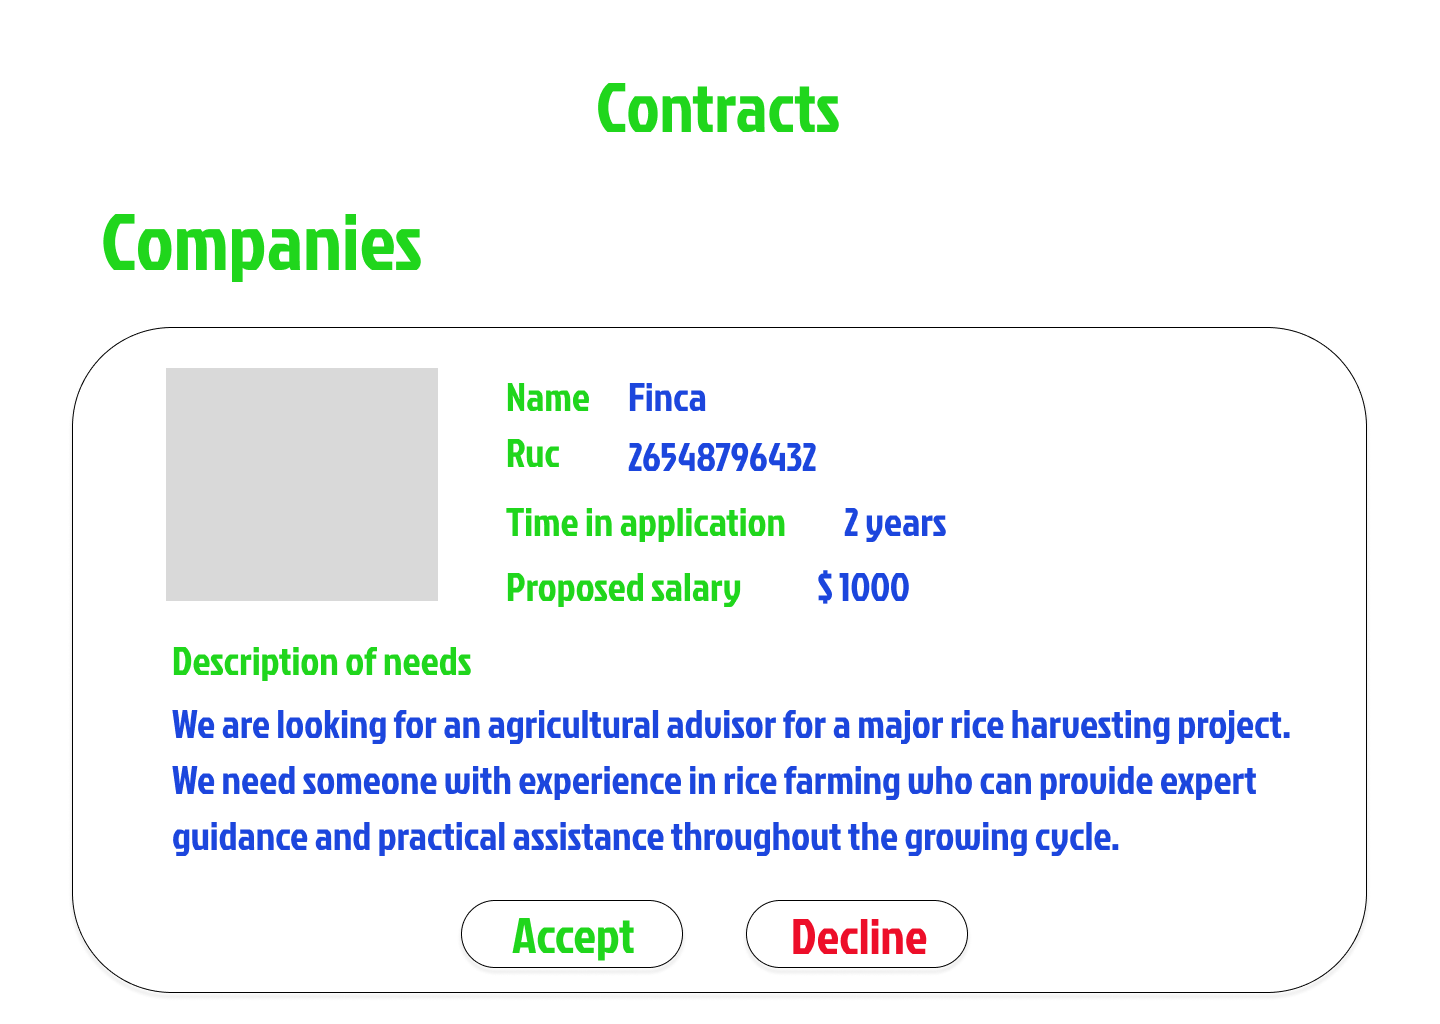 Contracts
Companies
Name Finca
Ruc 26548796432
Time in application 2 years
Proposed salary $ 1000
Description of needs
We are looking for an agricultural advisor for a major rice harvesting project.
We need someone with experience in rice farming who can provide expert
guidance and practical assistance throughout the growing cycle.
Accept Decline